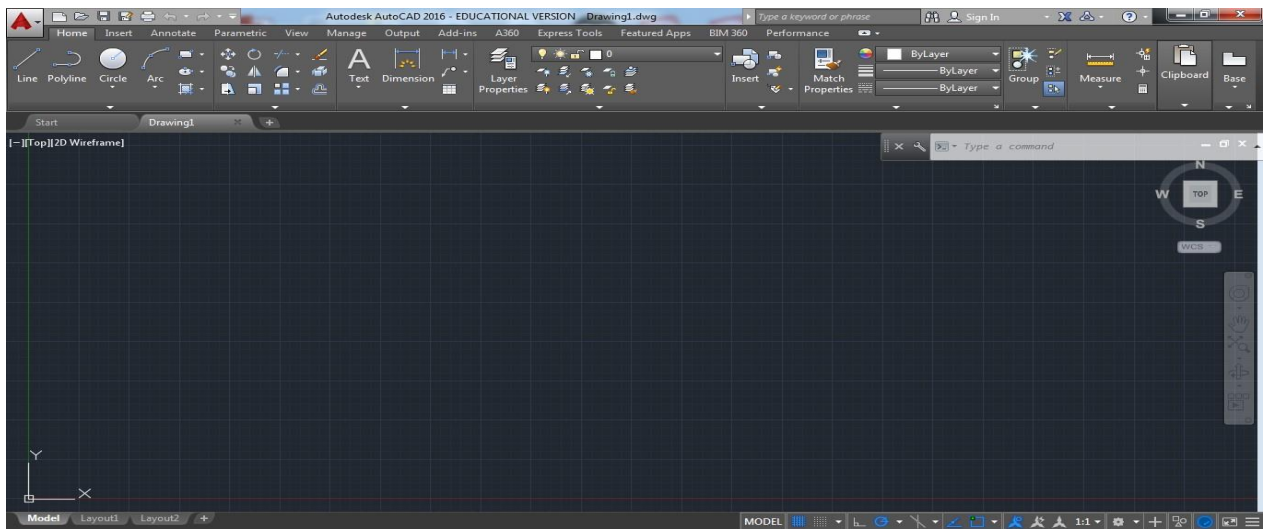 Autodesk AutoCAD 2016 - EDUCATIONAL VERSION Drawing1.dwg Type a keyword or phrase Sign In
Home Insert Annotate Parametric View Manage Output Add-ins A360 Express Tools Featured Apps BIM 360 Performance
Line Polyline Circle Arc Text Dimension Layer Properties 0 Insert Match Properties ByLayer ByLayer ByLayer Group Measure Clipboard Base
Start Drawing1
[–][Top][2D Wireframe] Type a command
N
W TOP E
S
WCS
Y
X
Model Layout1 Layout2 + MODEL 1:1